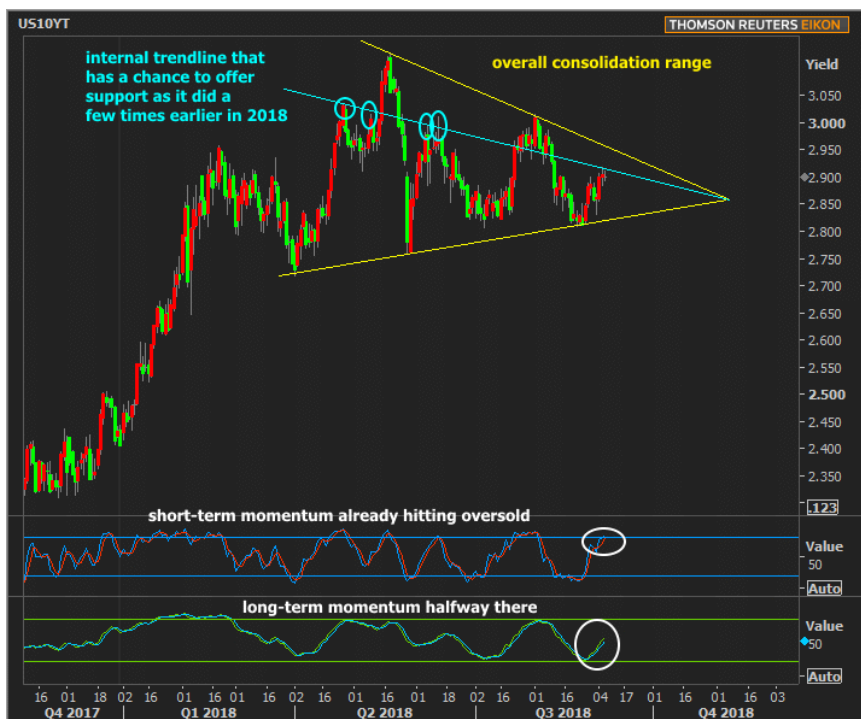 US10YT
THOMSON REUTERS EIKON
internal trendline that
has a chance to offer
support as it did a
few times earlier in 2018
overall consolidation range
Yield
3.050
3.000
2.950
2.900
2.850
2.800
2.750
2.700
2.650
2.600
2.550
2.500
2.450
2.400
2.350
.123
short-term momentum already hitting oversold
Value
50
Auto
long-term momentum halfway there
Value
50
Auto
16 01 18 02 16 01 16 01 16 02 16 01 18 02 16 01 16 04 17 01 16 01 16 03
Q4 2017 Q1 2018 Q2 2018 Q3 2018 Q4 2018